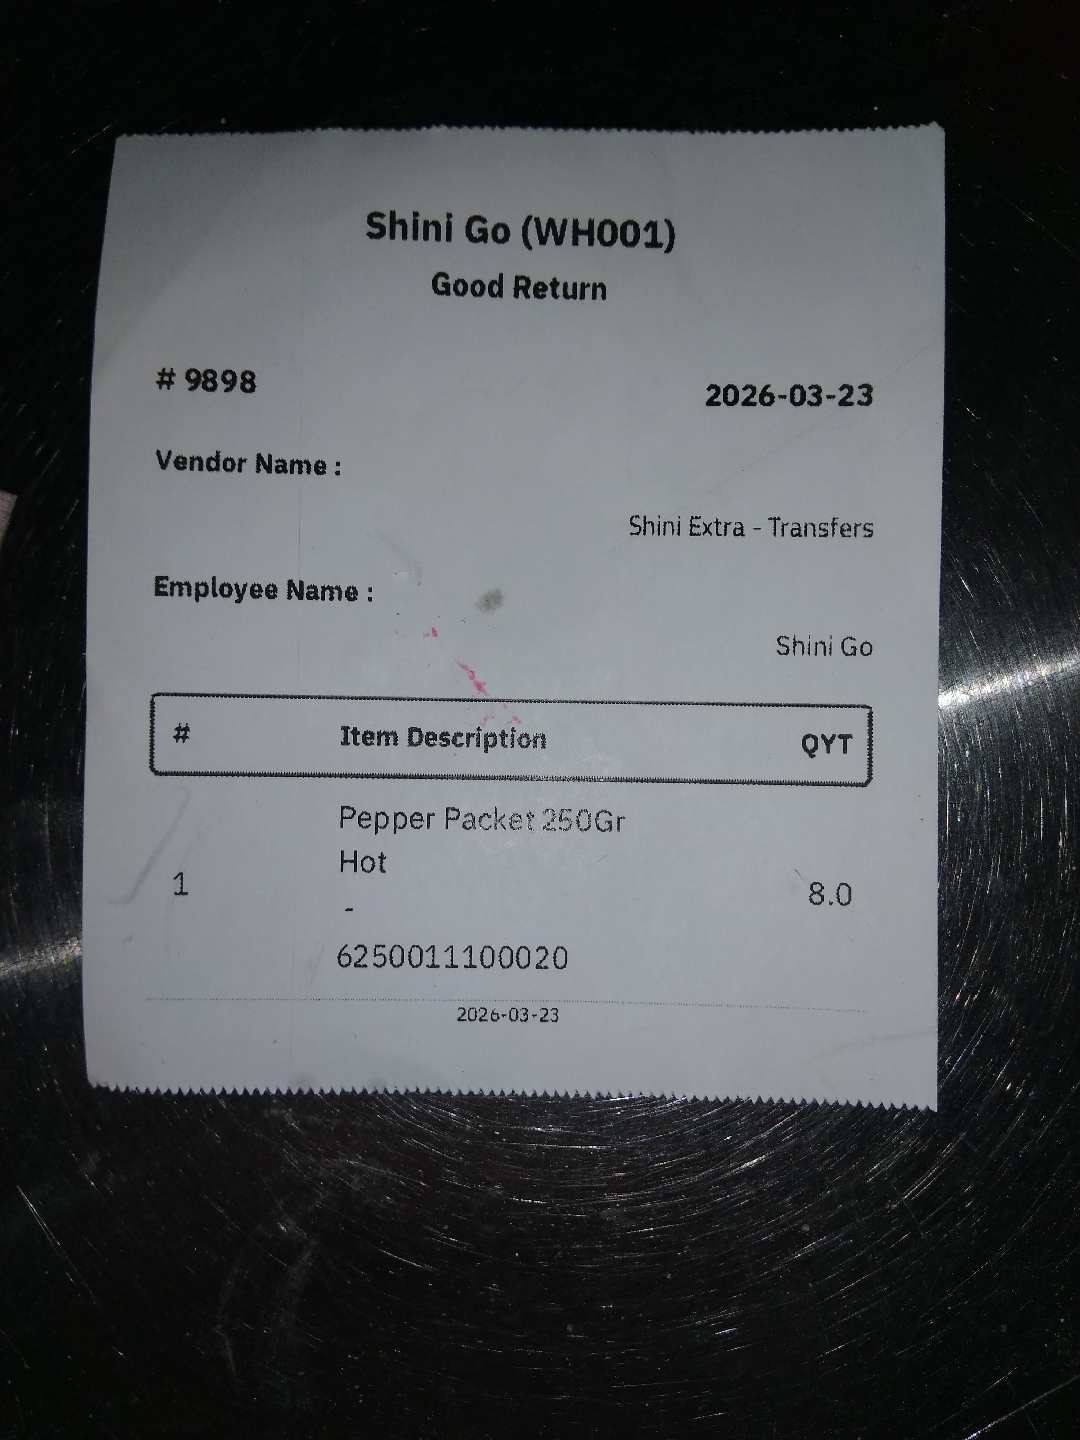 Shini Go (WH001)
Good Return
# 9898
2026-03-23
Vendor Name :
Shini Extra - Transfers
Employee Name :
Shini Go
# Item Description QYT
Pepper Packet 250Gr
Hot
1 8.0
-
6250011100020
2026-03-23